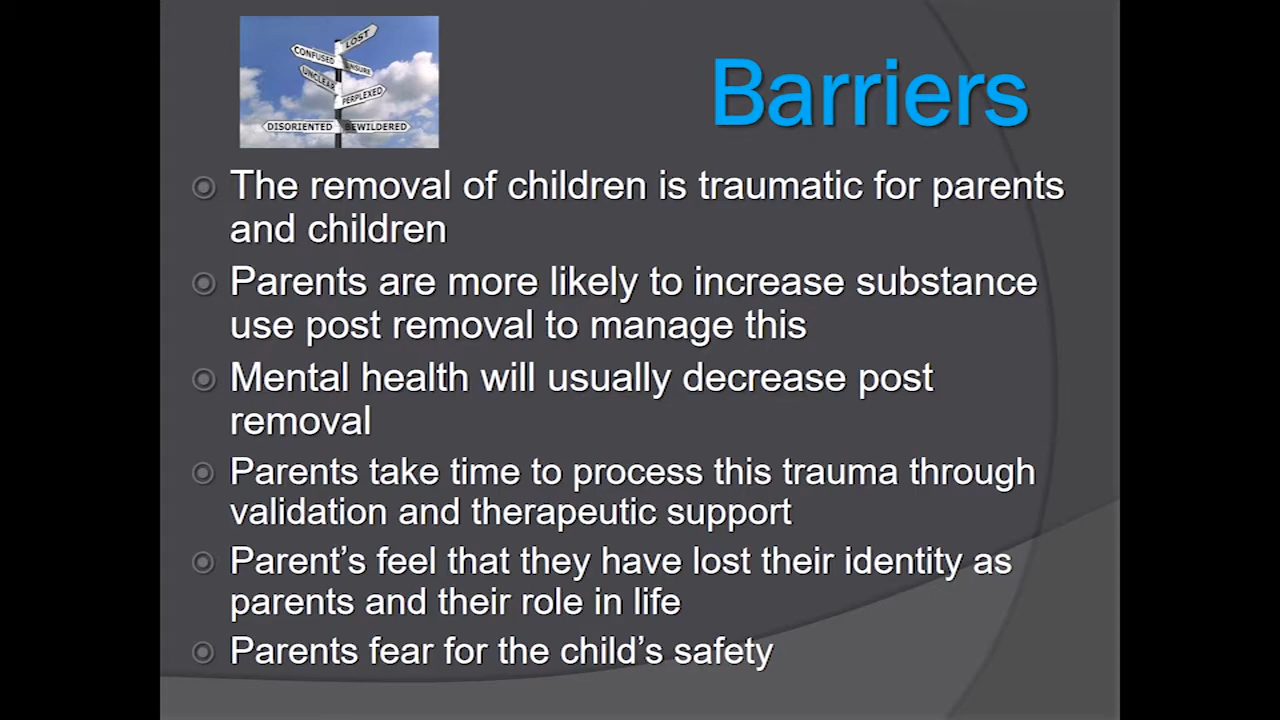 LOST
CONFUSED
UNSURE
UNCLEAR
PERPLEXED
DISORIENTED
BEWILDERED
Barriers
The removal of children is traumatic for parents
and children
Parents are more likely to increase substance
use post removal to manage this
Mental health will usually decrease post
removal
Parents take time to process this trauma through
validation and therapeutic support
Parent’s feel that they have lost their identity as
parents and their role in life
Parents fear for the child’s safety